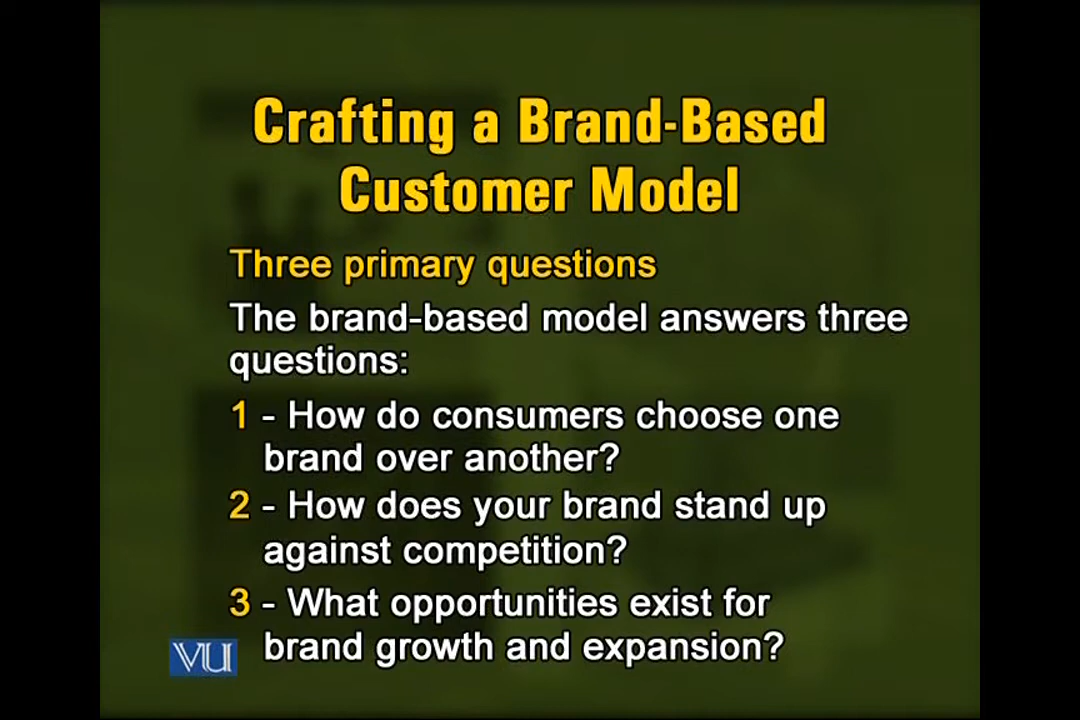 Crafting a Brand-Based
Customer Model
Three primary questions
The brand-based model answers three
questions:
1 - How do consumers choose one
brand over another?
2 - How does your brand stand up
against competition?
3 - What opportunities exist for
brand growth and expansion?
VU